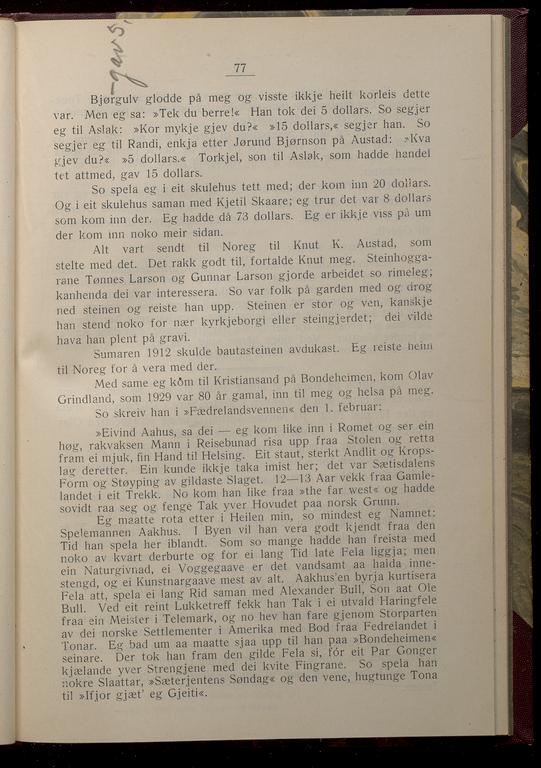 -gav 5,
77
Bjørgulv glodde på meg og visste ikkje heilt korleis dette
var. Men eg sa: »Tek du berre!« Han tok dei 5 dollars. So segjer
eg til Aslak: »Kor mykje gjev du?« »15 dollars,« segjer han. So
segjer eg til Randi, enkja etter Jørund Bjørnson på Austad: »Kva
gjev du?« »5 dollars.« Torkjel, son til Aslak, som hadde handel
tet attmed, gav 15 dollars.
So spela eg i eit skulehus tett med; der kom inn 20 dollars.
Og i eit skulehus saman med Kjetil Skaare; eg trur det var 8 dollars
som kom inn der. Eg hadde då 73 dollars. Eg er ikkje viss på um
der kom inn noko meir sidan.
Alt vart sendt til Noreg til Knut K. Austad, som
stelte med det. Det rakk godt til, fortalde Knut meg. Steinhogga-
rane Tønnes Larson og Gunnar Larson gjorde arbeidet so rimeleg;
kanhenda dei var interessera. So var folk på garden med og drog
ned steinen og reiste han upp. Steinen er stor og ven, kanskje
han stend noko for nær kyrkjeborgi eller steingjerdet; dei vilde
hava han plent på gravi.
Sumaren 1912 skulde bautasteinen avdukast. Eg reiste heim
til Noreg for å vera med der.
Med same eg kom til Kristiansand på Bondeheimen, kom Olav
Grindland, som 1929 var 80 år gamal, inn til meg og helsa på meg.
So skreiv han i »Fædrelandsvennen« den 1. februar:
»Eivind Aahus, sa dei — eg kom like inn i Romet og ser ein
høg, rakvaksen Mann i Reisebunad risa upp fraa Stolen og retta
fram ei mjuk, fin Hand til Helsing. Eit staut, sterkt Andlit og Krops-
lag deretter. Ein kunde ikkje taka imist her; det var Sætisdalens
Form og Støyping av gildaste Slaget. 12—13 Aar vekk fraa Gamle-
landet i eit Trekk. No kom han like fraa »the far west« og hadde
sovidt raa seg og fenge Tak yver Hovudet paa norsk Grunn.
Eg maatte rota etter i Heilen min, so mindest eg Namnet:
Spelemannen Aakhus. I Byen vil han vera godt kjendt fraa den
Tid han spela her iblandt. Som so mange hadde han freista med
noko av kvart derburte og for ei lang Tid late Fela liggja; men
ein Naturgivnad, ei Voggegaave er det vandsamt aa halda inne-
stengd, og ei Kunstnargaave mest av alt. Aakhus'en byrja kurtisera
Fela att, spela ei lang Rid saman med Alexander Bull, Son aat Ole
Bull. Ved eit reint Lukketreff fekk han Tak i ei utvald Haringfele
fraa ein Meister i Telemark, og no hev han fare gjenom Storparten
av dei norske Settlementer i Amerika med Bod fraa Fedrelandet i
Tonar. Eg bad um aa maatte sjaa upp til han paa »Bondeheimen«
seinare. Der tok han fram den gilde Fela si, fór eit Par Gonger
kjælande yver Strengjene med dei kvite Fingrane. So spela han
nokre Slaattar, »Sæterjentens Søndag« og den vene, hugtunge Tona
til »Ifjor gjæt' eg Gjeiti«.